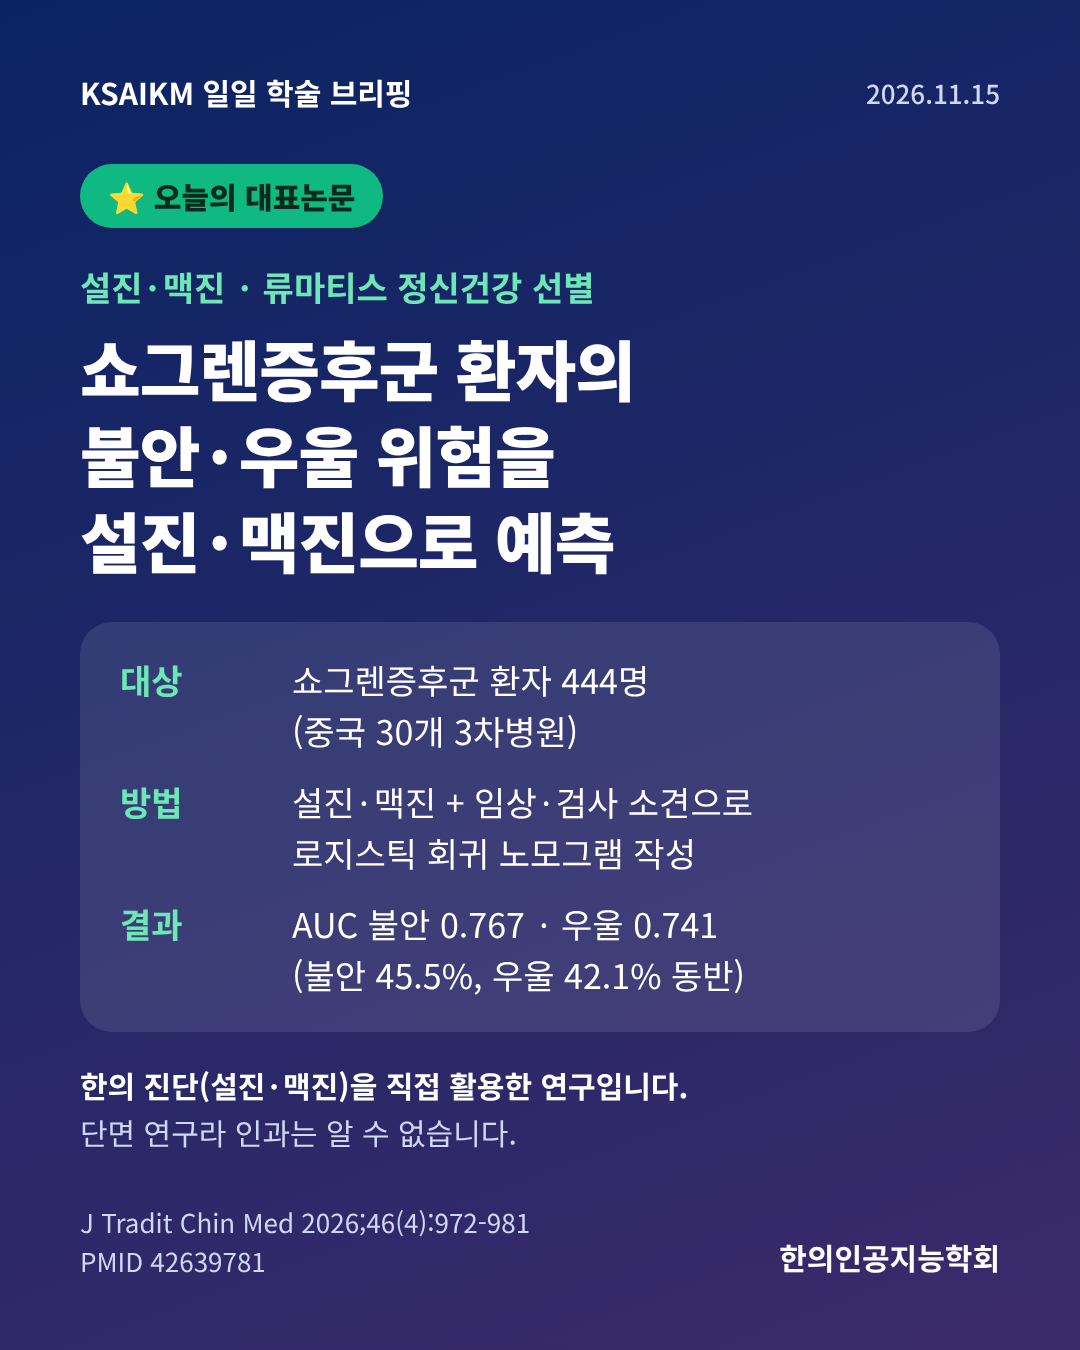 KSAIKM 일일 학술 브리핑
2026.11.15
⭐ 오늘의 대표논문
설진·맥진 · 류마티스 정신건강 선별
쇼그렌증후군 환자의
불안·우울 위험을
설진·맥진으로 예측
대상
쇼그렌증후군 환자 444명
(중국 30개 3차병원)
방법
설진·맥진 + 임상·검사 소견으로
로지스틱 회귀 노모그램 작성
결과
AUC 불안 0.767 · 우울 0.741
(불안 45.5%, 우울 42.1% 동반)
한의 진단(설진·맥진)을 직접 활용한 연구입니다.
단면 연구라 인과는 알 수 없습니다.
J Tradit Chin Med 2026;46(4):972-981
PMID 42639781
한의인공지능학회